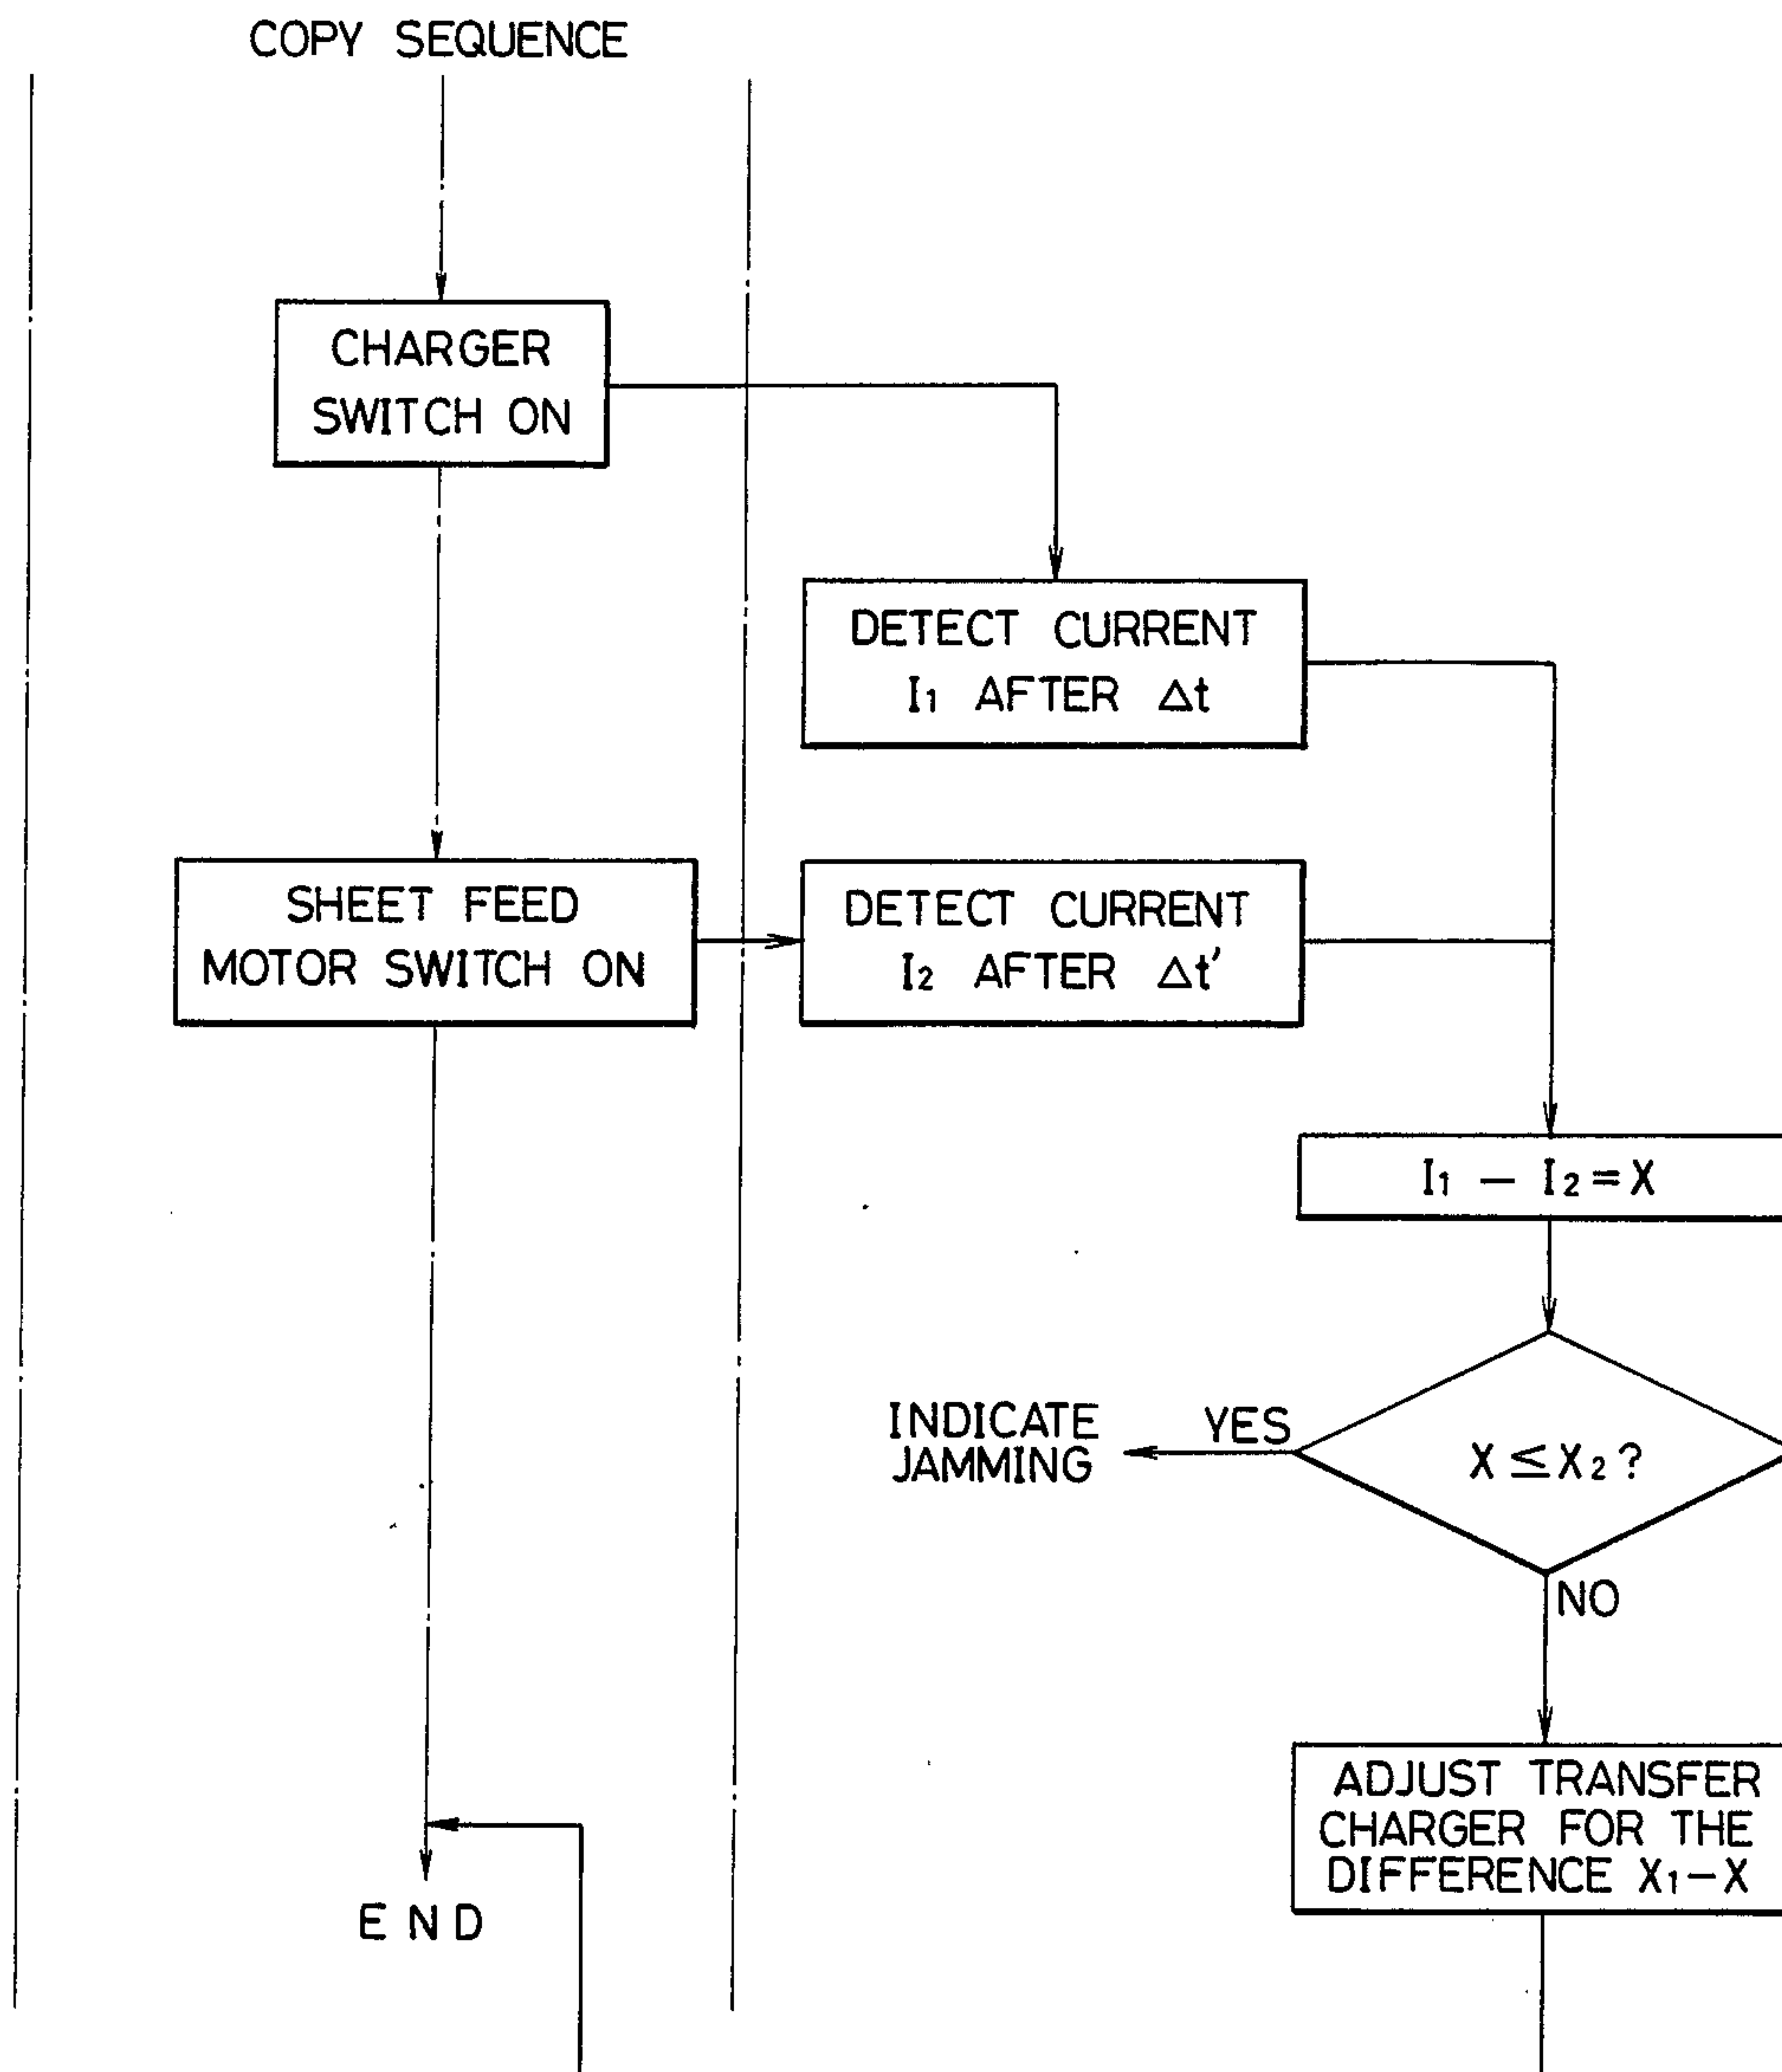 COPY SEQUENCE
CHARGER
SWITCH ON
DETECT CURRENT
I₁ AFTER Δt
SHEET FEED
MOTOR SWITCH ON
DETECT CURRENT
I₂ AFTER Δt′
I₁ – I₂ = X
INDICATE
JAMMING
YES
X ≤ X₂ ?
NO
ADJUST TRANSFER
CHARGER FOR THE
DIFFERENCE X₁–X
END